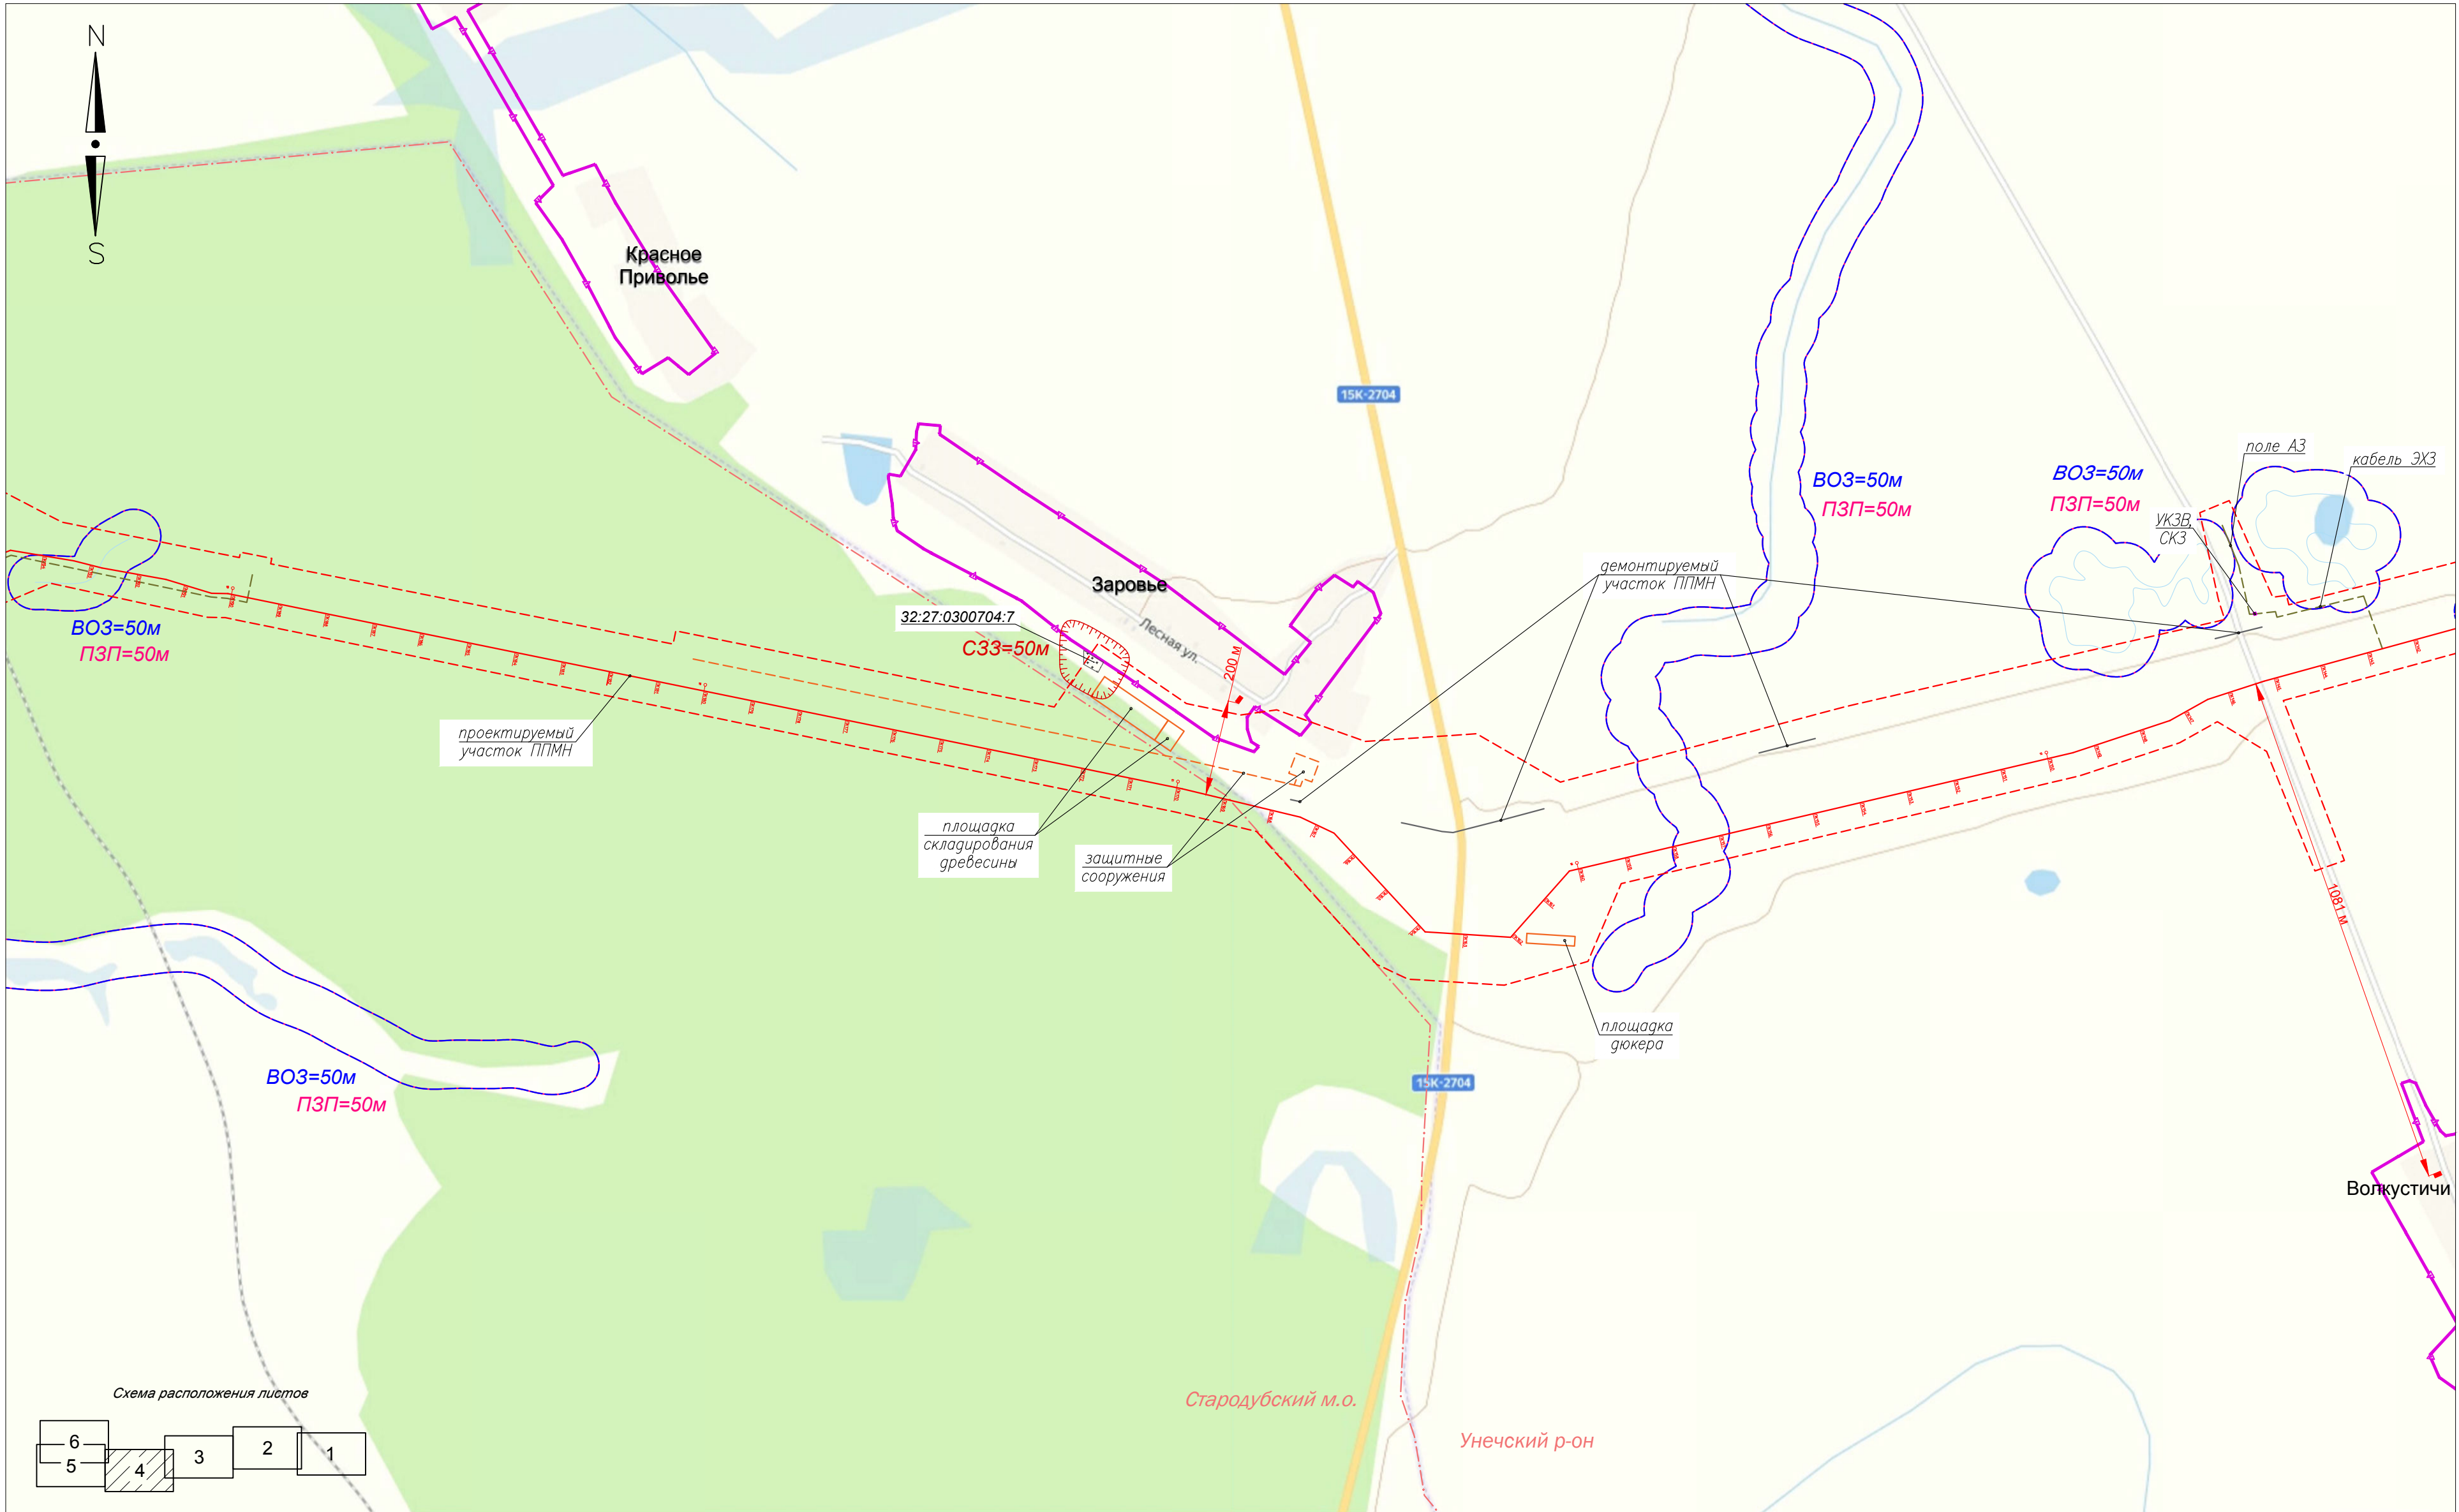 N
S
Красное
Приволье
15К-2704
поле АЗ
кабель ЭХЗ
ВОЗ=50м
ПЗП=50м
ВОЗ=50м
ПЗП=50м
УКЗВ,
СКЗ
демонтируемый
участок ППМН
Заровье
32:27:0300704:7
СЗЗ=50м
Лесная ул.
200 м
ВОЗ=50м
ПЗП=50м
проектируемый
участок ППМН
площадка
складирования
древесины
защитные
сооружения
1081 м
площадка
дюкера
ВОЗ=50м
ПЗП=50м
15К-2704
Волкустичи
Схема расположения листов
6
5
4
3
2
1
Стародубский м.о.
Унечский р-он